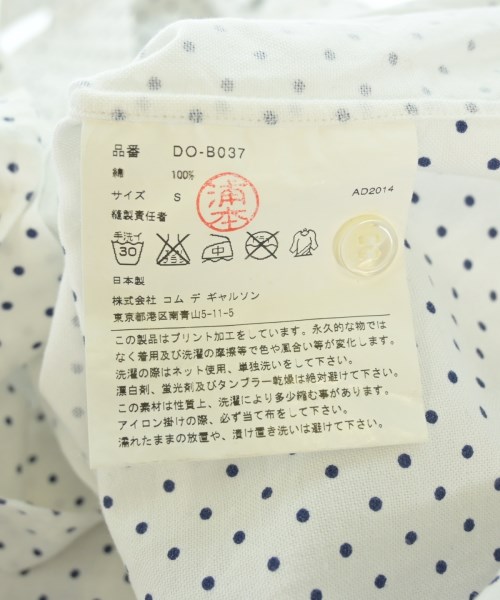 品番 DO-B037
綿 100%
サイズ S
AD2014
縫製責任者
浦本
手洗イ
30
中
日本製
株式会社 コム デ ギャルソン
東京都港区南青山5-11-5
この製品はプリント加工をしています。永久的な物では
なく着用及び洗濯の摩擦等で色や風合い等が変化します。
洗濯の際はネット使用、単独洗いをして下さい。
漂白剤、蛍光剤及びタンブラー乾燥は絶対避けて下さい。
この素材は性質上、洗濯により多少縮む事があります。
アイロン掛けの際、必ず当て布をして下さい。
濡れたままの放置や、漬け置き洗いは避けて下さい。